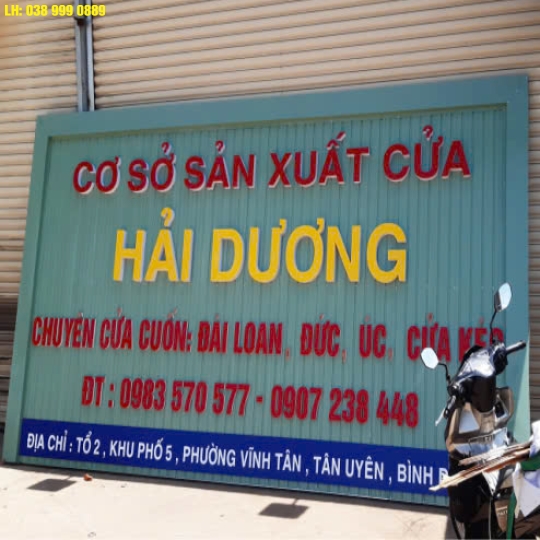 LH: 038 999 0889
CƠ SỞ SẢN XUẤT CỬA
HẢI DƯƠNG
CHUYÊN CỬA CUỐN: ĐÀI LOAN, ĐỨC, ÚC, CỬA KÉO
ĐT : 0983 570 577 - 0907 238 448
ĐỊA CHỈ : TỔ 2 , KHU PHỐ 5 , PHƯỜNG VĨNH TÂN , TÂN UYÊN , BÌNH